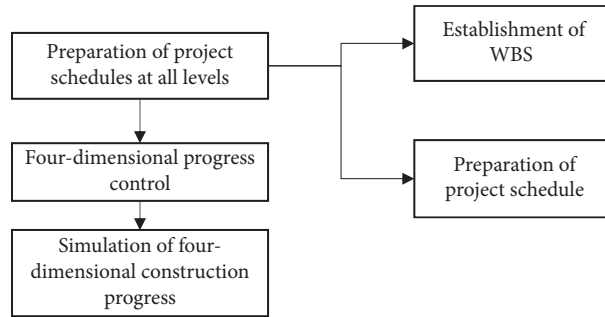 Preparation of project
schedules at all levels
Establishment of
WBS
Four-dimensional progress
control
Preparation of
project schedule
Simulation of four-
dimensional construction
progress